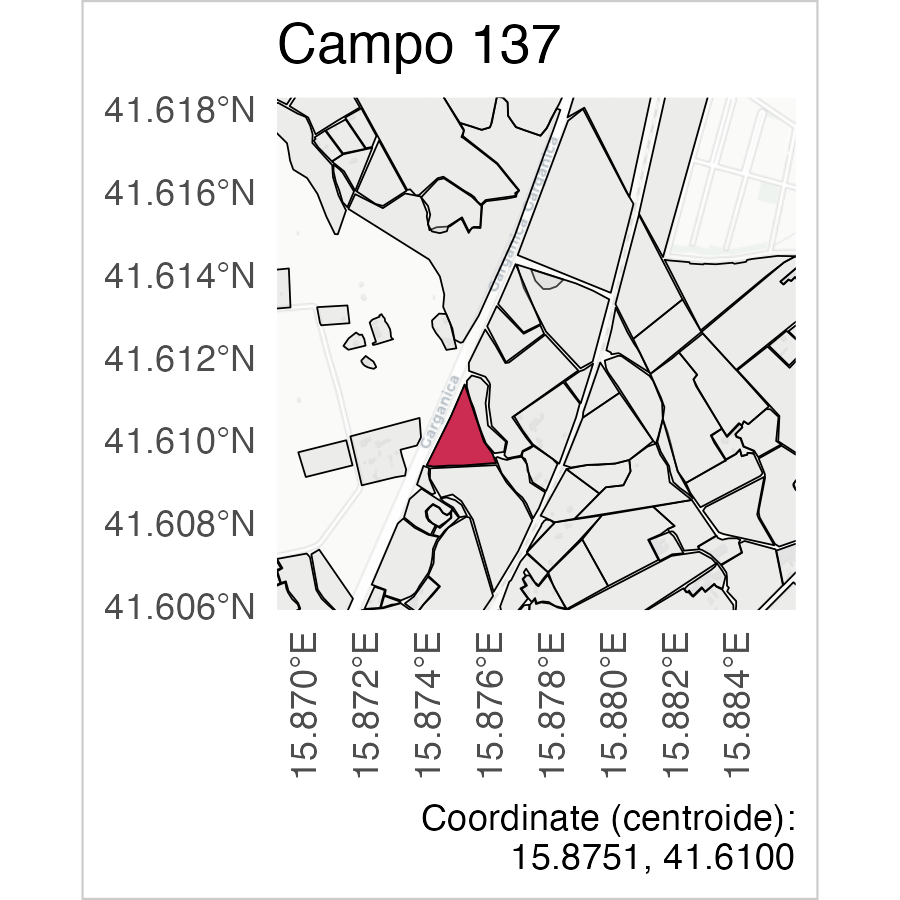 Campo 137
41.618°N
41.616°N
41.614°N
41.612°N
41.610°N
41.608°N
41.606°N
Garganica
Garganica
Garganica
15.870°E
15.872°E
15.874°E
15.876°E
15.878°E
15.880°E
15.882°E
15.884°E
Coordinate (centroide):
15.8751, 41.6100